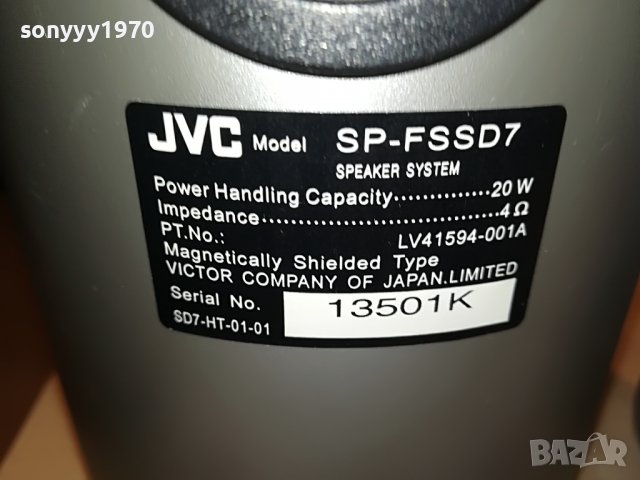 sonyyy1970
JVC Model SP-FSSD7
SPEAKER SYSTEM
Power Handling Capacity...............20 W
Impedance.....................................4Ω
PT.No.: LV41594-001A
Magnetically Shielded Type
VICTOR COMPANY OF JAPAN.LIMITED
Serial No. 13501K
SD7-HT-01-01
BAZAR